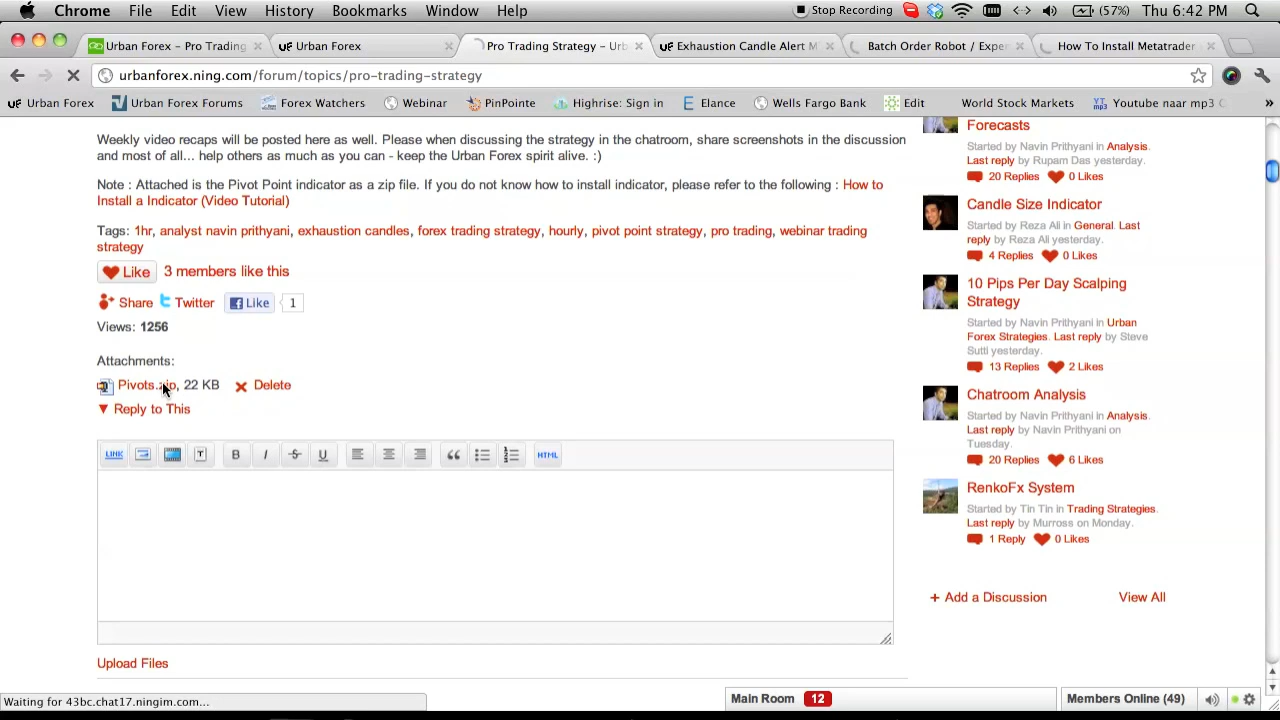 Chrome File Edit View History Bookmarks Window Help Stop Recording (57%) Thu 6:42 PM
Urban Forex - Pro Trading Urban Forex Pro Trading Strategy - Urb Exhaustion Candle Alert M Batch Order Robot / Exper How To Install Metatrader
urbanforex.ning.com/forum/topics/pro-trading-strategy
Urban Forex Urban Forex Forums Forex Watchers Webinar PinPointe Highrise: Sign in Elance Wells Fargo Bank Edit World Stock Markets Youtube naar mp3 C »
Weekly video recaps will be posted here as well. Please when discussing the strategy in the chatroom, share screenshots in the discussion
and most of all... help others as much as you can - keep the Urban Forex spirit alive. :)
Note : Attached is the Pivot Point indicator as a zip file. If you do not know how to install indicator, please refer to the following : How to
Install a Indicator (Video Tutorial)
Tags: 1hr, analyst navin prithyani, exhaustion candles, forex trading strategy, hourly, pivot point strategy, pro trading, webinar trading
strategy
Like 3 members like this
Share Twitter Like 1
Views: 1256
Attachments:
Pivots.zip, 22 KB Delete
Reply to This
LINK T B I S U HTML
Upload Files
Forecasts
Started by Navin Prithyani in Analysis.
Last reply by Rupam Das yesterday.
20 Replies 0 Likes
Candle Size Indicator
Started by Reza Ali in General. Last
reply by Reza Ali yesterday.
4 Replies 0 Likes
10 Pips Per Day Scalping
Strategy
Started by Navin Prithyani in Urban
Forex Strategies. Last reply by Steve
Sutti yesterday.
13 Replies 2 Likes
Chatroom Analysis
Started by Navin Prithyani in Analysis.
Last reply by Navin Prithyani on
Tuesday.
20 Replies 6 Likes
RenkoFx System
Started by Tin Tin in Trading Strategies.
Last reply by Murross on Monday.
1 Reply 0 Likes
+ Add a Discussion View All
Waiting for 43bc.chat17.ningim.com...
Main Room 12 Members Online (49)